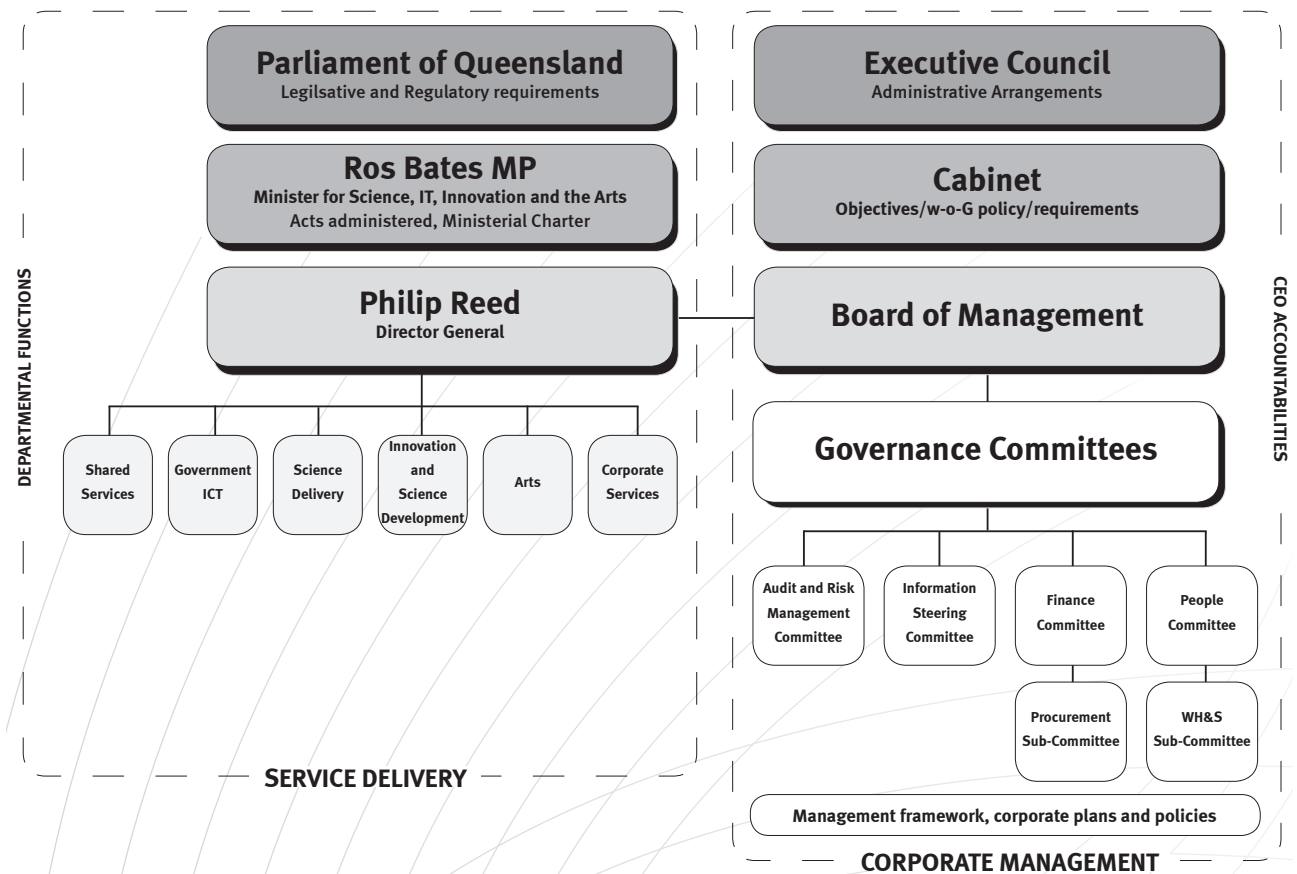 Parliament of Queensland
Legilsative and Regulatory requirements
Ros Bates MP
Minister for Science, IT, Innovation and the Arts
Acts administered, Ministerial Charter
Philip Reed
Director General
DEPARTMENTAL FUNCTIONS
Shared
Services
Government
ICT
Science
Delivery
Innovation
and
Science
Development
Arts
Corporate
Services
SERVICE DELIVERY
Executive Council
Administrative Arrangements
Cabinet
Objectives/w-o-G policy/requirements
Board of Management
CEO ACCOUNTABILITIES
Governance Committees
Audit and Risk
Management
Committee
Information
Steering
Committee
Finance
Committee
People
Committee
Procurement
Sub-Committee
WH&S
Sub-Committee
Management framework, corporate plans and policies
CORPORATE MANAGEMENT